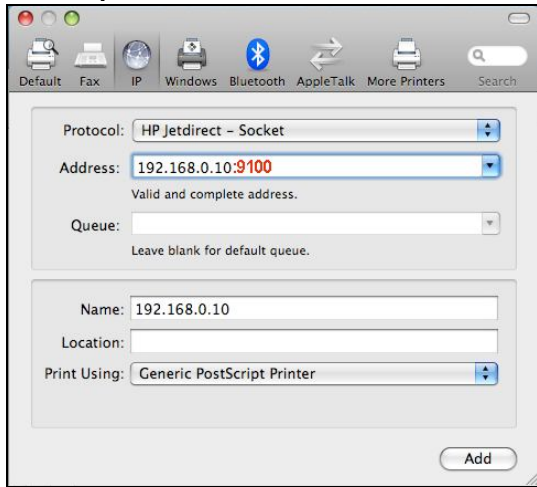 Default Fax IP Windows Bluetooth AppleTalk More Printers Search
Protocol: HP Jetdirect – Socket
Address: 192.168.0.10:9100
Valid and complete address.
Queue:
Leave blank for default queue.
Name: 192.168.0.10
Location:
Print Using: Generic PostScript Printer
Add